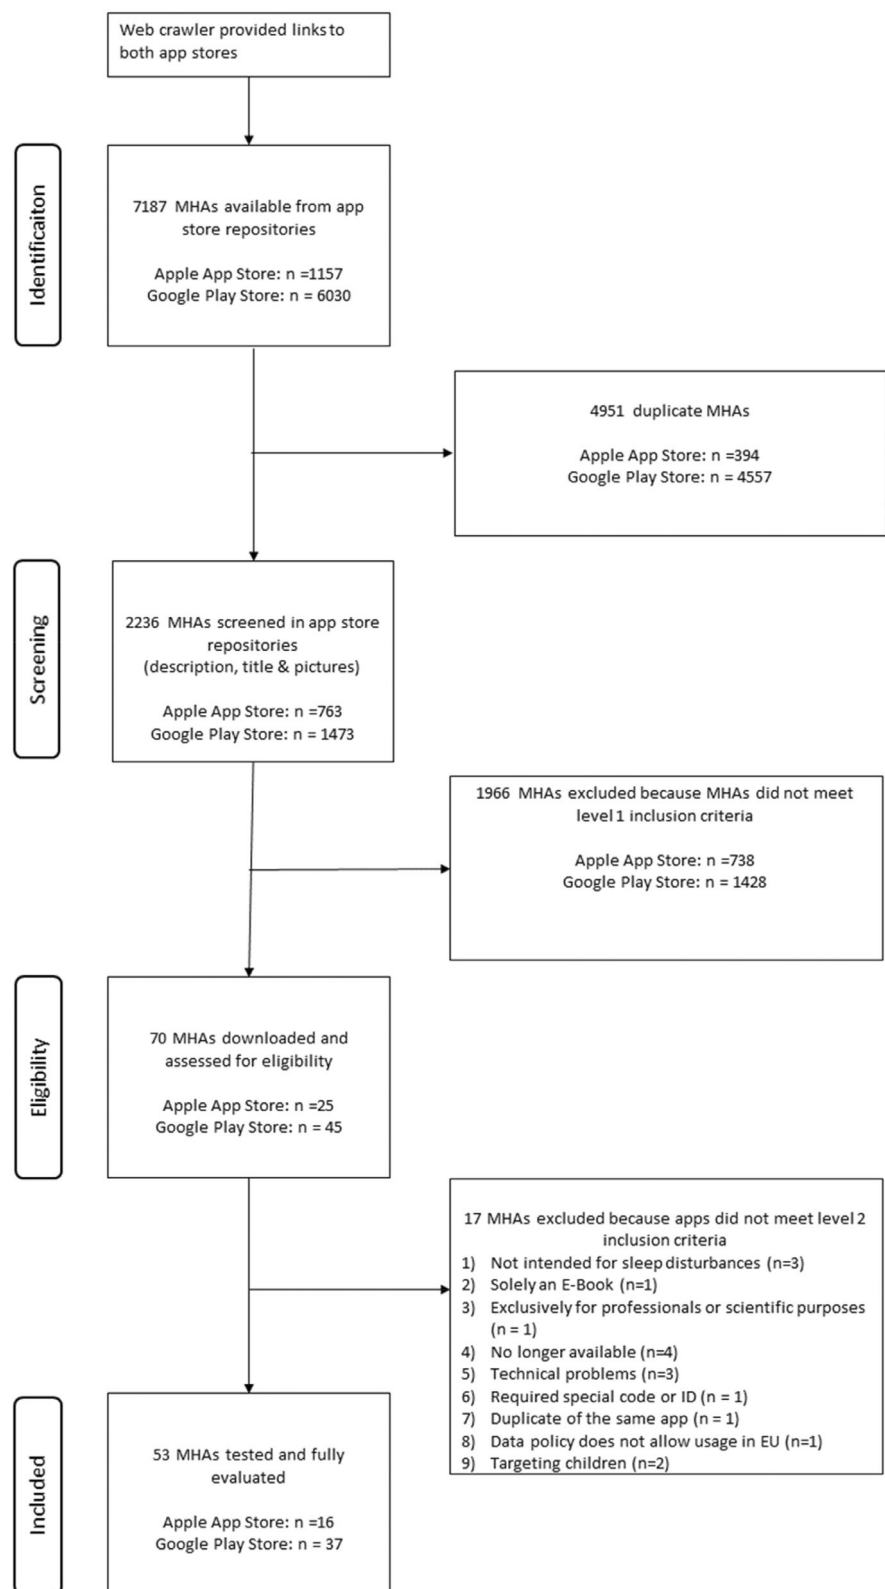 Web crawler provided links to
both app stores
Identificaiton
7187 MHAs available from app
store repositories
Apple App Store: n =1157
Google Play Store: n = 6030
4951 duplicate MHAs
Apple App Store: n =394
Google Play Store: n = 4557
Screening
2236 MHAs screened in app store
repositories
(description, title & pictures)
Apple App Store: n =763
Google Play Store: n = 1473
1966 MHAs excluded because MHAs did not meet
level 1 inclusion criteria
Apple App Store: n =738
Google Play Store: n = 1428
Eligibility
70 MHAs downloaded and
assessed for eligibility
Apple App Store: n =25
Google Play Store: n = 45
17 MHAs excluded because apps did not meet level 2
inclusion criteria
1) Not intended for sleep disturbances (n=3)
2) Solely an E-Book (n=1)
3) Exclusively for professionals or scientific purposes
(n = 1)
4) No longer available (n=4)
5) Technical problems (n=3)
6) Required special code or ID (n = 1)
7) Duplicate of the same app (n = 1)
8) Data policy does not allow usage in EU (n=1)
9) Targeting children (n=2)
Included
53 MHAs tested and fully
evaluated
Apple App Store: n =16
Google Play Store: n = 37